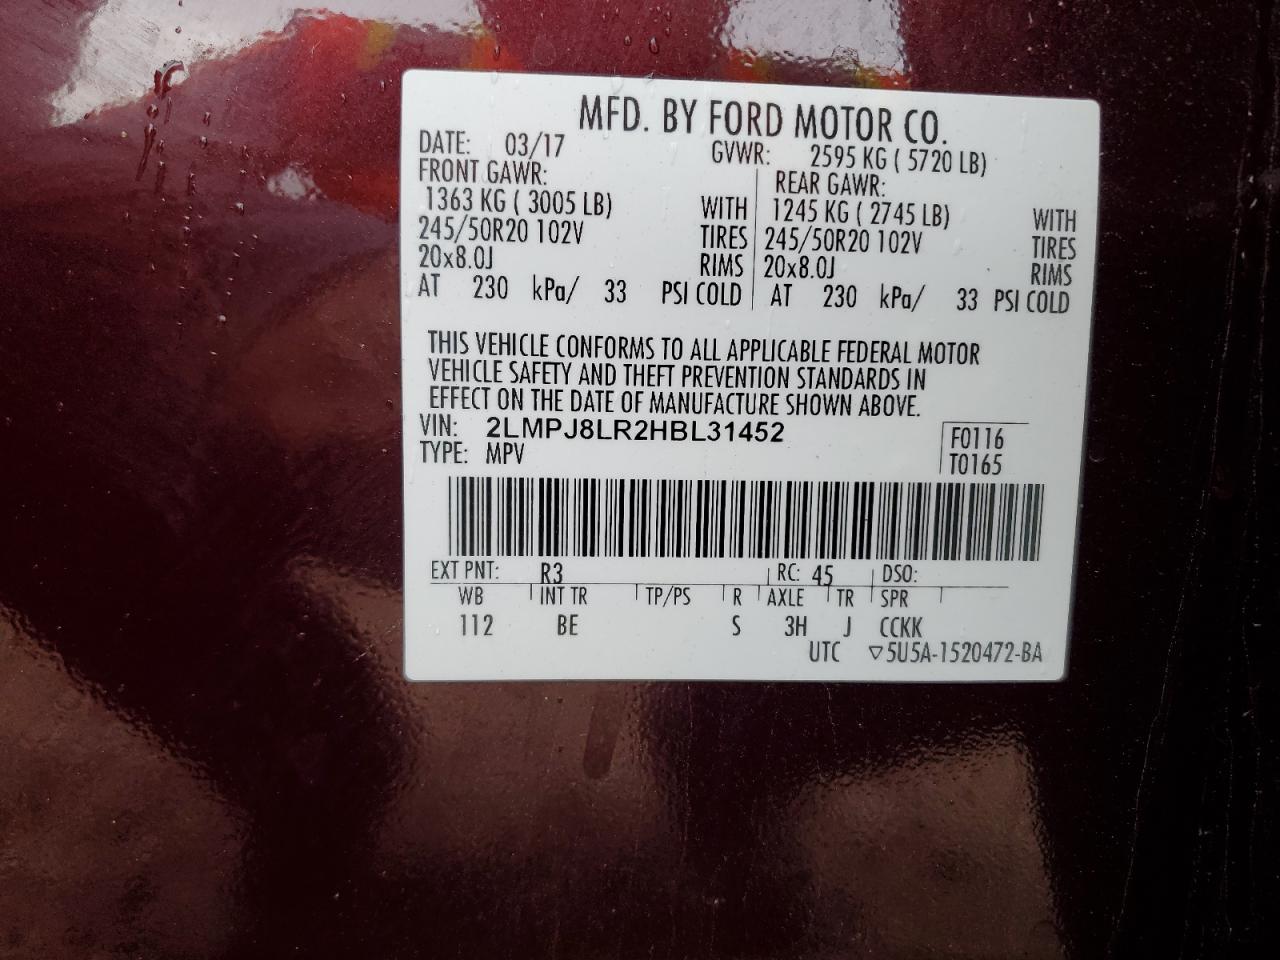 MFD. BY FORD MOTOR CO.
DATE: 03/17 GVWR: 2595 KG ( 5720 LB)
FRONT GAWR: REAR GAWR:
1363 KG ( 3005 LB) WITH 1245 KG ( 2745 LB) WITH
245/50R20 102V TIRES 245/50R20 102V TIRES
20x8.0J RIMS 20x8.0J RIMS
AT 230 kPa/ 33 PSI COLD AT 230 kPa/ 33 PSI COLD
THIS VEHICLE CONFORMS TO ALL APPLICABLE FEDERAL MOTOR
VEHICLE SAFETY AND THEFT PREVENTION STANDARDS IN
EFFECT ON THE DATE OF MANUFACTURE SHOWN ABOVE.
VIN: 2LMPJ8LR2HBL31452 F0116
TYPE: MPV T0165
EXT PNT: R3 RC: 45 DSO:
WB INT TR TP/PS R AXLE TR SPR
112 BE S 3H J CCKK
UTC ▽5U5A-1520472-BA